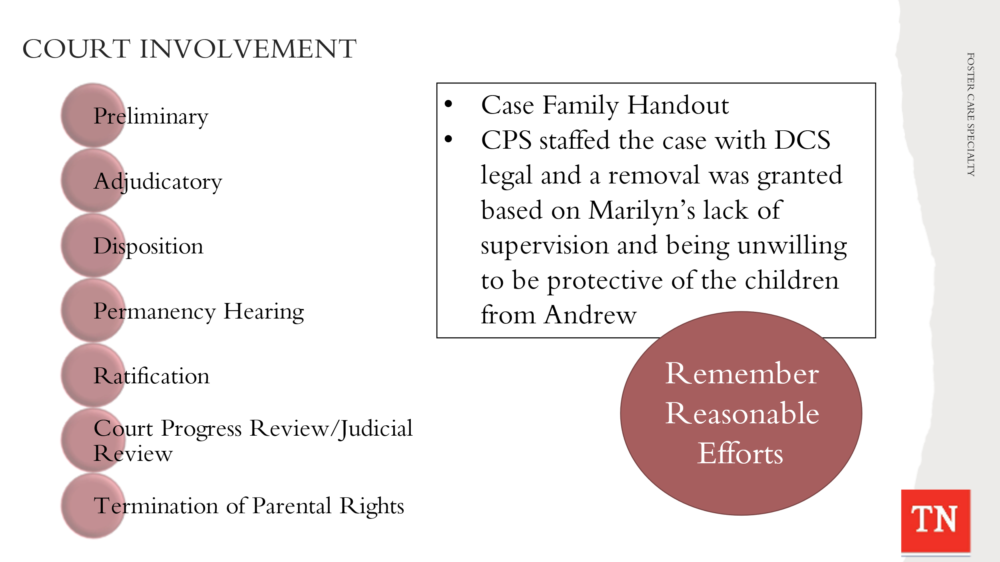 COURT INVOLVEMENT
Preliminary
Adjudicatory
Disposition
Permanency Hearing
Ratification
Court Progress Review/Judicial
Review
Termination of Parental Rights
• Case Family Handout
• CPS staffed the case with DCS
legal and a removal was granted
based on Marilyn’s lack of
supervision and being unwilling
to be protective of the children
from Andrew
Remember
Reasonable
Efforts
FOSTER CARE SPECIALTY
TN